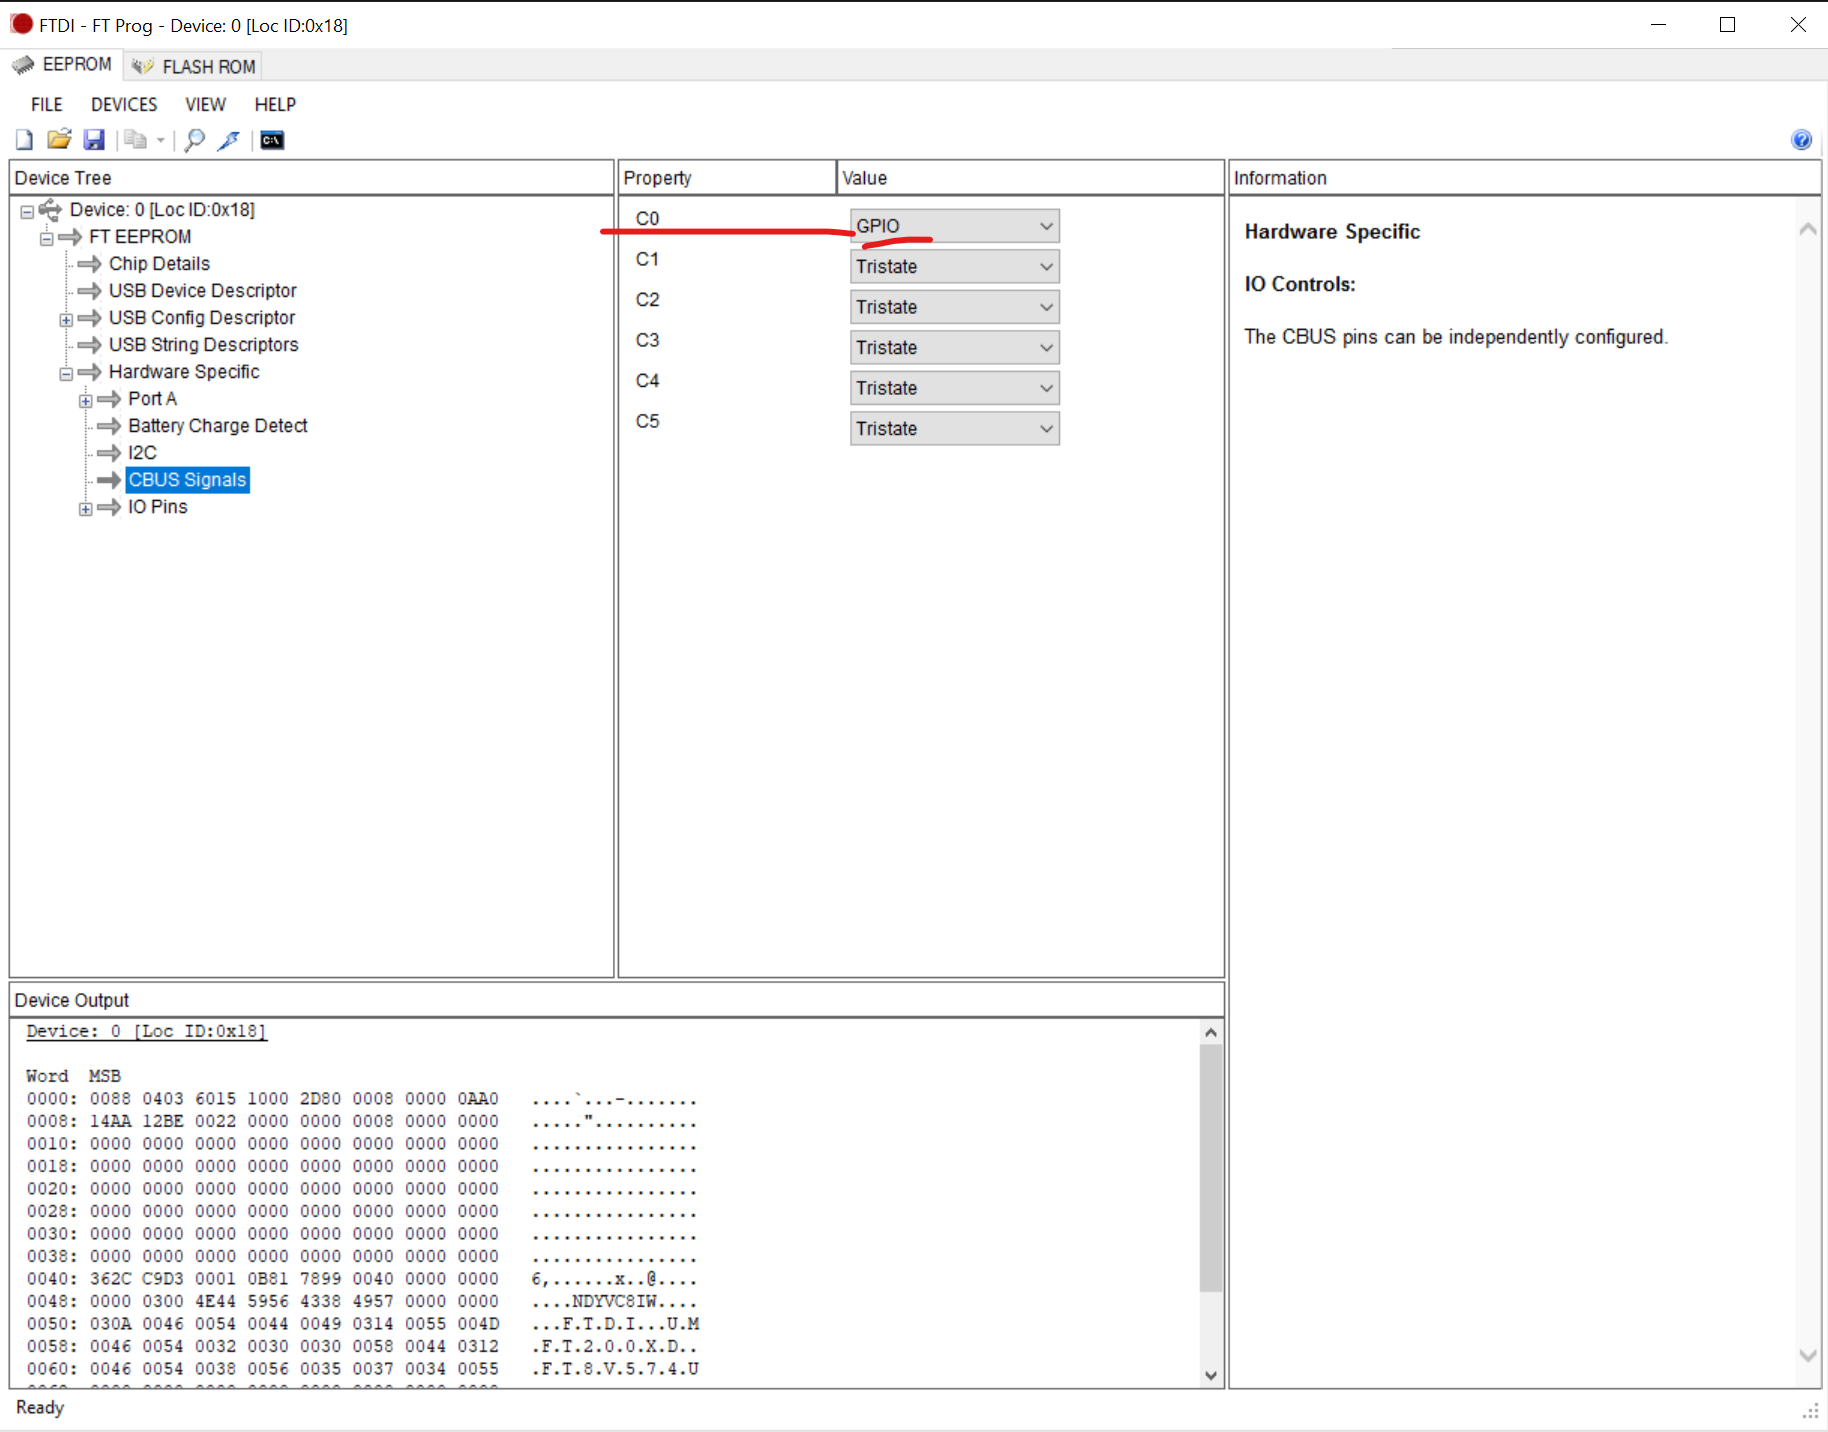 FTDI - FT Prog - Device: 0 [Loc ID:0x18]
EEPROM
FLASH ROM
FILE DEVICES VIEW HELP
C:\
Device Tree
Device: 0 [Loc ID:0x18]
FT EEPROM
Chip Details
USB Device Descriptor
USB Config Descriptor
USB String Descriptors
Hardware Specific
Port A
Battery Charge Detect
I2C
CBUS Signals
IO Pins
Property Value
C0 GPIO
C1 Tristate
C2 Tristate
C3 Tristate
C4 Tristate
C5 Tristate
Information
Hardware Specific
IO Controls:
The CBUS pins can be independently configured.
Device Output
Device: 0 [Loc ID:0x18]
Word MSB
0000: 0088 0403 6015 1000 2D80 0008 0000 0AA0 ....`...-.......
0008: 14AA 12BE 0022 0000 0000 0008 0000 0000 ....."..........
0010: 0000 0000 0000 0000 0000 0000 0000 0000 ................
0018: 0000 0000 0000 0000 0000 0000 0000 0000 ................
0020: 0000 0000 0000 0000 0000 0000 0000 0000 ................
0028: 0000 0000 0000 0000 0000 0000 0000 0000 ................
0030: 0000 0000 0000 0000 0000 0000 0000 0000 ................
0038: 0000 0000 0000 0000 0000 0000 0000 0000 ................
0040: 362C C9D3 0001 0B81 7899 0040 0000 0000 6,......x..@....
0048: 0000 0300 4E44 5956 4338 4957 0000 0000 ....NDYVC8IW....
0050: 030A 0046 0054 0044 0049 0314 0055 004D ...F.T.D.I...U.M
0058: 0046 0054 0032 0030 0030 0058 0044 0312 .F.T.2.0.0.X.D..
0060: 0046 0054 0038 0056 0035 0037 0034 0055 .F.T.8.V.5.7.4.U
Ready